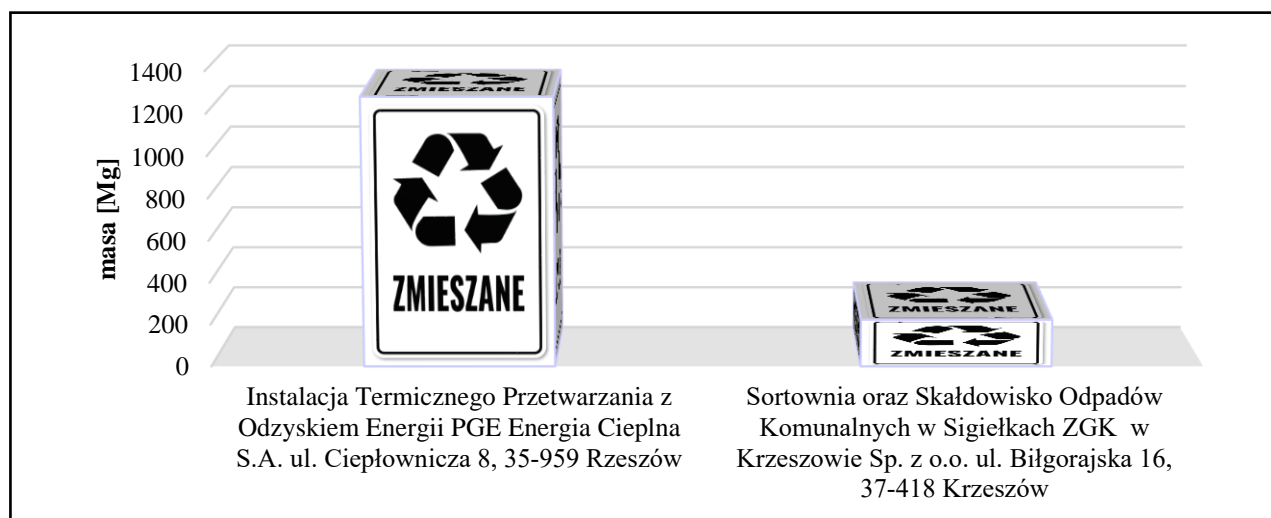 1400
1200
1000
800
600
400
200
0
masa [Mg]
ZMIESZANE
ZMIESZANE
ZMIESZANE
ZMIESZANE
Instalacja Termicznego Przetwarzania z
Odzyskiem Energii PGE Energia Cieplna
S.A. ul. Ciepłownicza 8, 35-959 Rzeszów
Sortownia oraz Skałdowisko Odpadów
Komunalnych w Sigiełkach ZGK w
Krzeszowie Sp. z o.o. ul. Biłgorajska 16,
37-418 Krzeszów